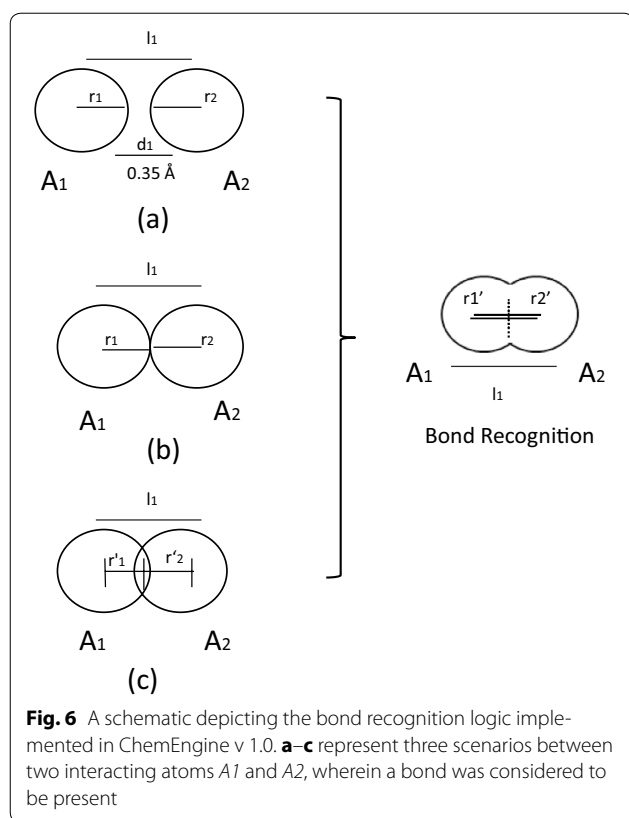 l1
r1 r2
d1
0.35 Å
A1 A2
(a)
l1
r1 r2
A1 A2
(b)
l1
r'1 r'2
A1 A2
(c)
r1' r2'
A1 A2
l1
Bond Recognition
Fig. 6 A schematic depicting the bond recognition logic imple-
mented in ChemEngine v 1.0. a–c represent three scenarios between
two interacting atoms A1 and A2, wherein a bond was considered to
be present